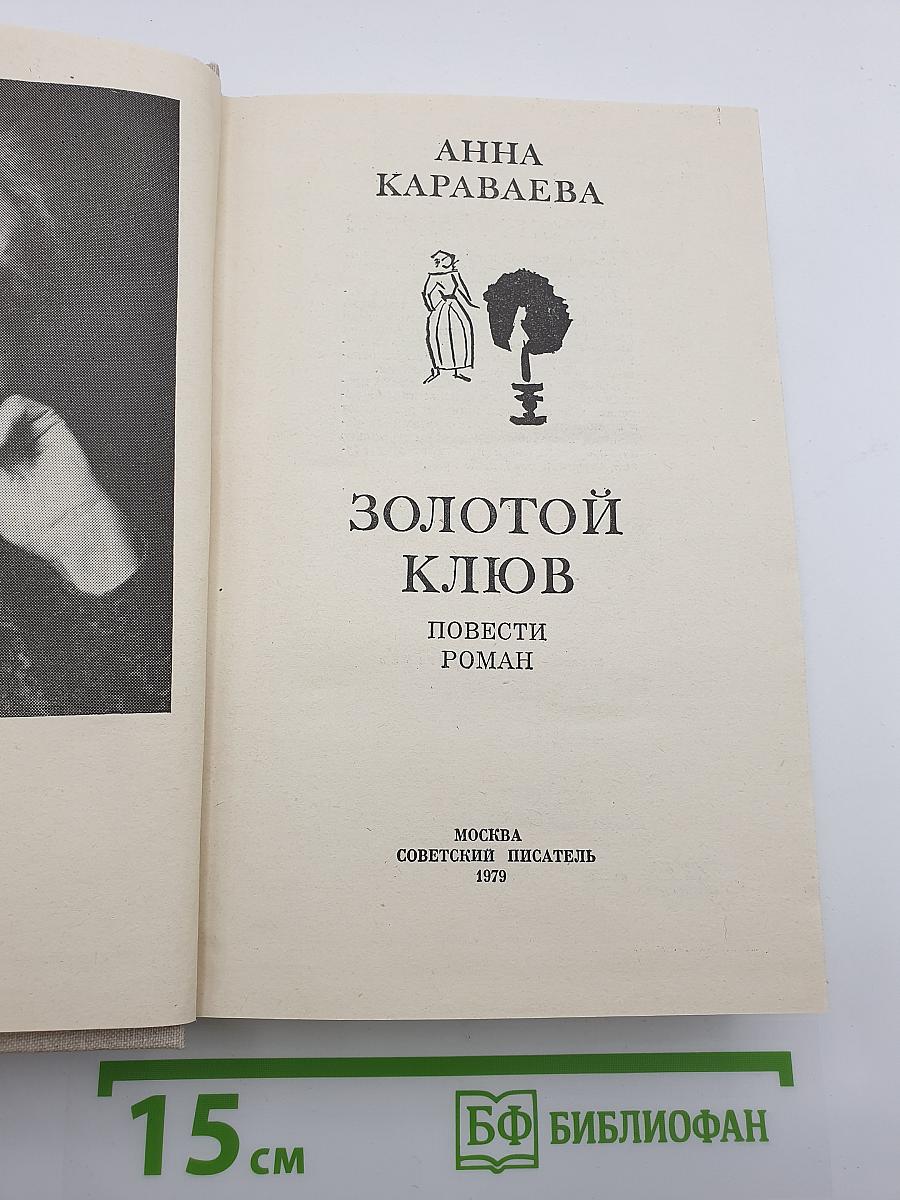 АННА
КАРАВАЕВА
ЗОЛОТОЙ
КЛЮВ
ПОВЕСТИ
РОМАН
МОСКВА
СОВЕТСКИЙ ПИСАТЕЛЬ
1979
15 см
БФ БИБЛИОФАН